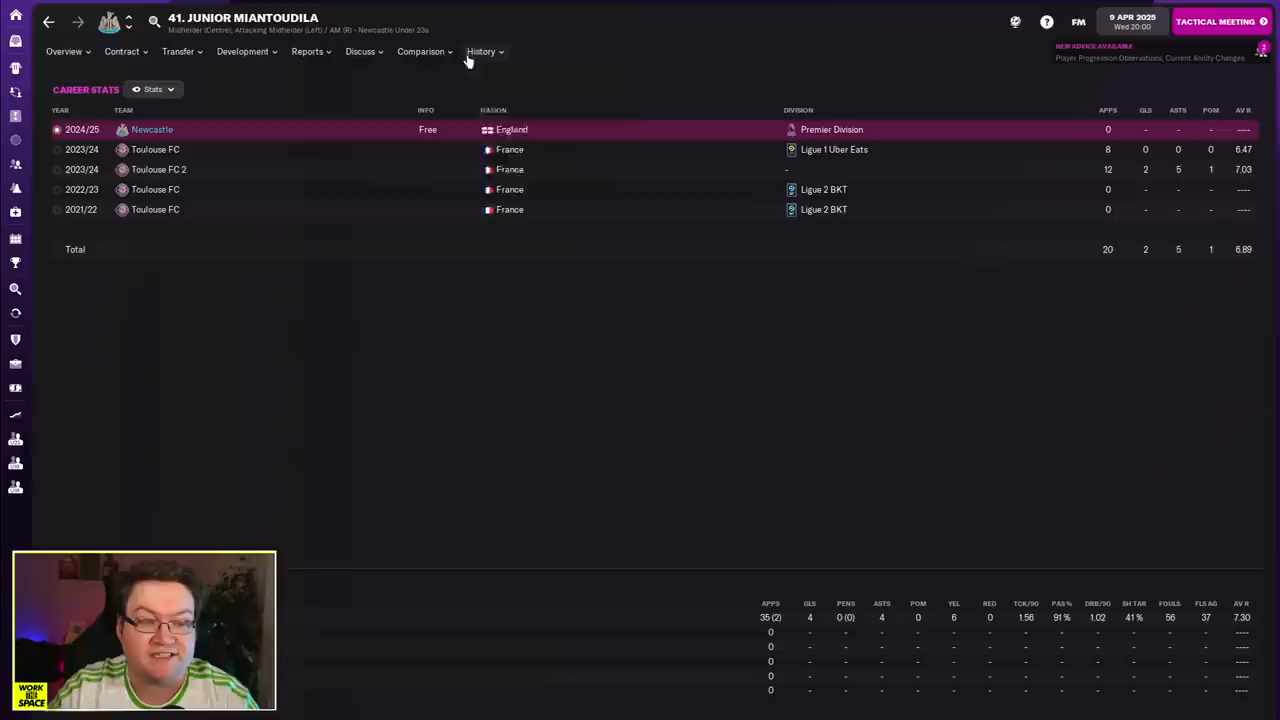 41. JUNIOR MIANTOUDILA
Midfielder (Centre), Attacking Midfielder (Left) / AM (R) - Newcastle Under 23s
FM
9 APR 2025
Wed 20:00
TACTICAL MEETING
Overview Contract Transfer Development Reports Discuss Comparison History
NEW ADVICE AVAILABLE
Player Progression Observations, Current Ability Changes
2
CAREER STATS Stats
YEAR TEAM INFO NATION DIVISION APPS GLS ASTS POM AV R
2024/25 Newcastle Free England Premier Division 0 - - - ----
2023/24 Toulouse FC France Ligue 1 Uber Eats 8 0 0 0 6.47
2023/24 Toulouse FC 2 France - 12 2 5 1 7.03
2022/23 Toulouse FC France Ligue 2 BKT 0 - - - ----
2021/22 Toulouse FC France Ligue 2 BKT 0 - - - ----
Total 20 2 5 1 6.89
APPS GLS PENS ASTS POM YEL RED TCK/90 PAS % DRB/90 SH TAR FOULS FLS AG AV R
35 (2) 4 0 (0) 4 0 6 0 1.56 91 % 1.02 41 % 56 37 7.30
0 - - - - - - - - - - - - ----
0 - - - - - - - - - - - - ----
0 - - - - - - - - - - - - ----
0 - - - - - - - - - - - - ----
0 - - - - - - - - - - - - ----
WORK
THE
SPACE